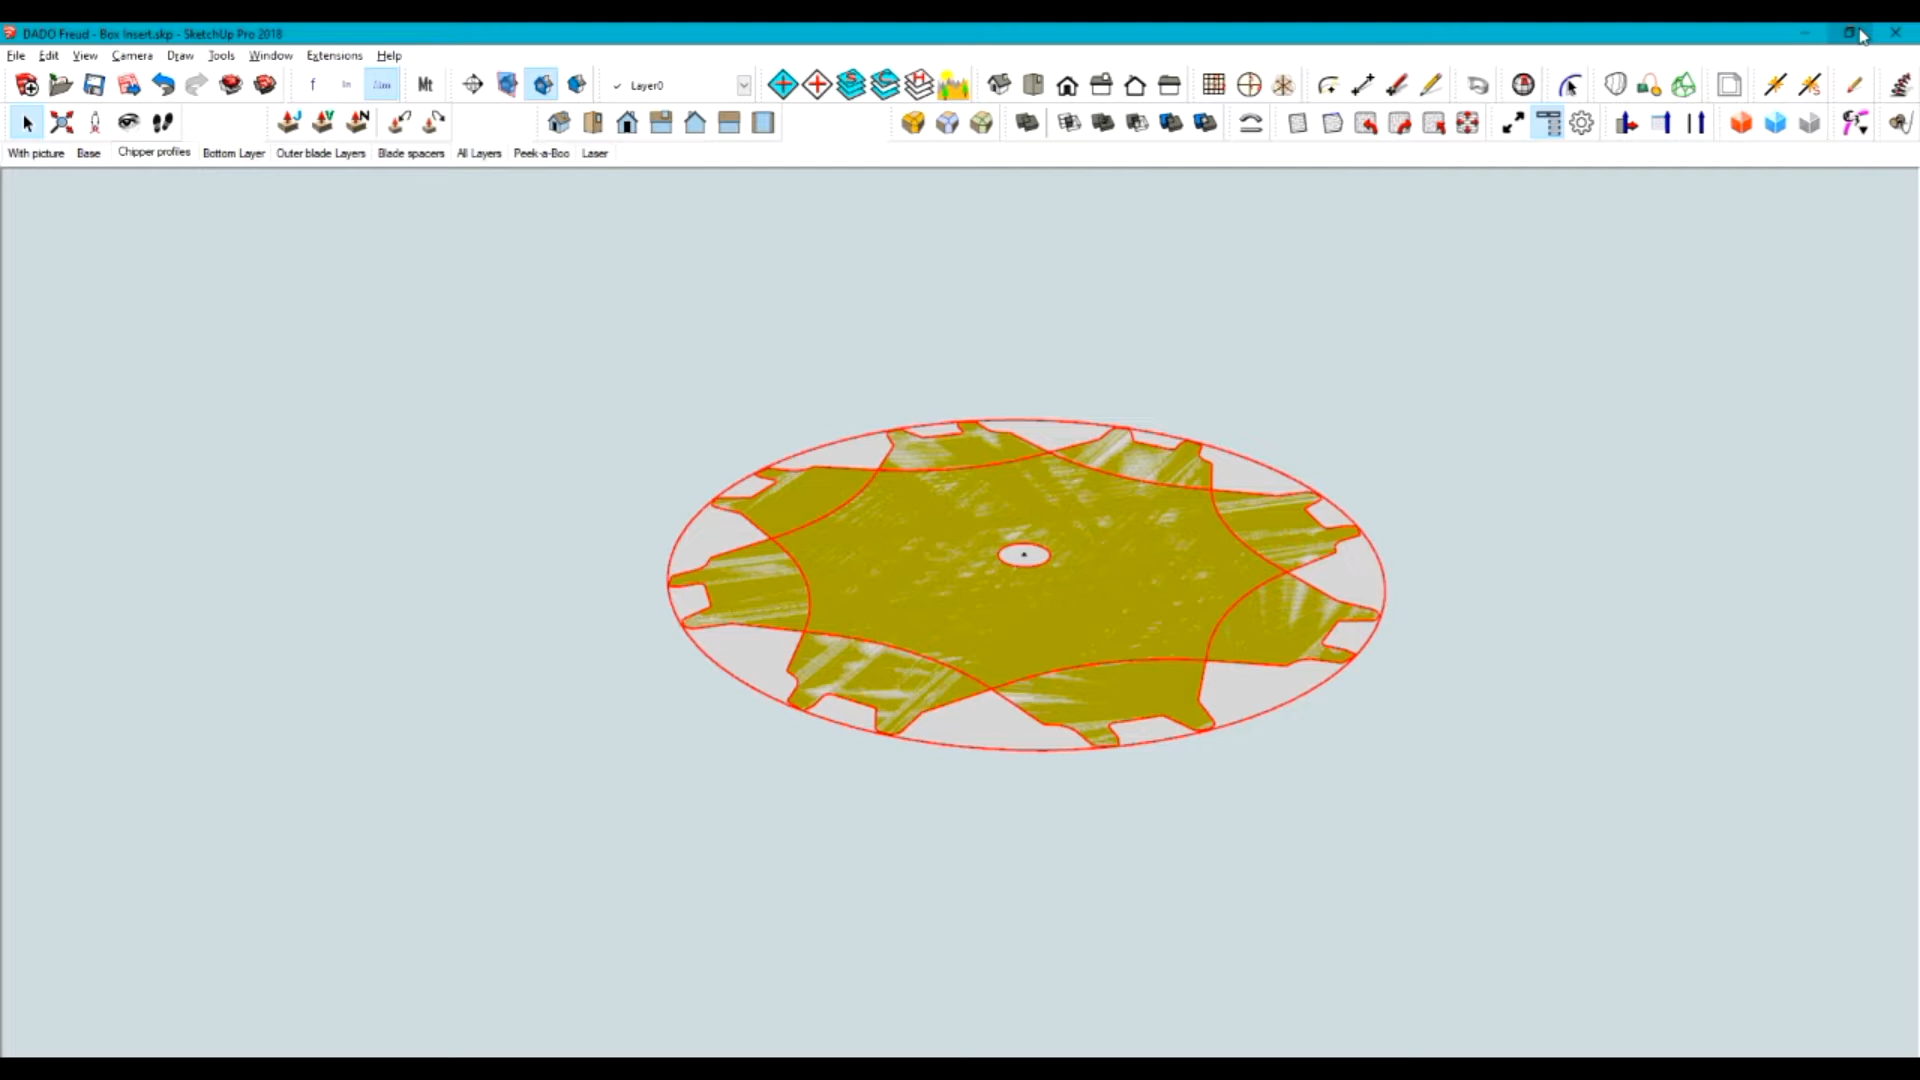 DADO Freud - Box Insert.skp - SketchUp Pro 2018
File Edit View Camera Draw Tools Window Extensions Help
Mt Layer0
With picture Base Chipper profiles Bottom Layer Outer blade Layers Blade spacers All Layers Peek-a-Boo Laser